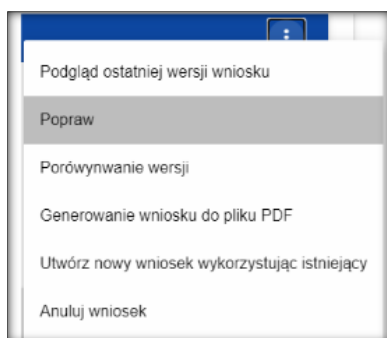 Podgląd ostatniej wersji wniosku
Popraw
Porównywanie wersji
Generowanie wniosku do pliku PDF
Utwórz nowy wniosek wykorzystując istniejący
Anuluj wniosek